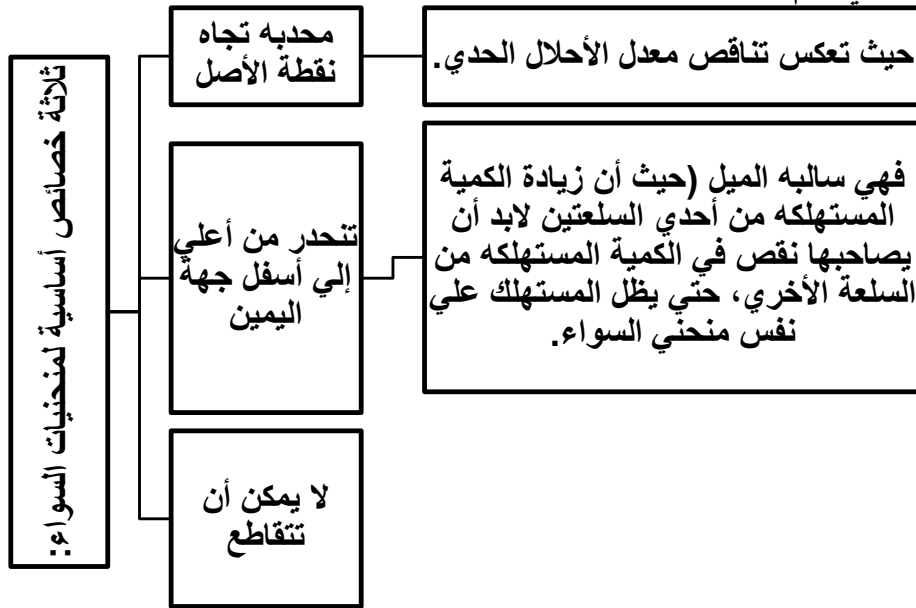 ثلاثة خصائص أساسية لمنحنيات السواء:
محدبه تجاه
نقطة الأصل
حيث تعكس تناقص معدل الأحلال الحدي.
تنحدر من أعلي
إلي أسفل جهة
اليمين
فهي سالبه الميل (حيث أن زيادة الكمية
المستهلكه من أحدي السلعتين لابد أن
يصاحبها نقص في الكمية المستهلكه من
السلعة الأخري، حتي يظل المستهلك علي
نفس منحني السواء.
لا يمكن أن
تتقاطع